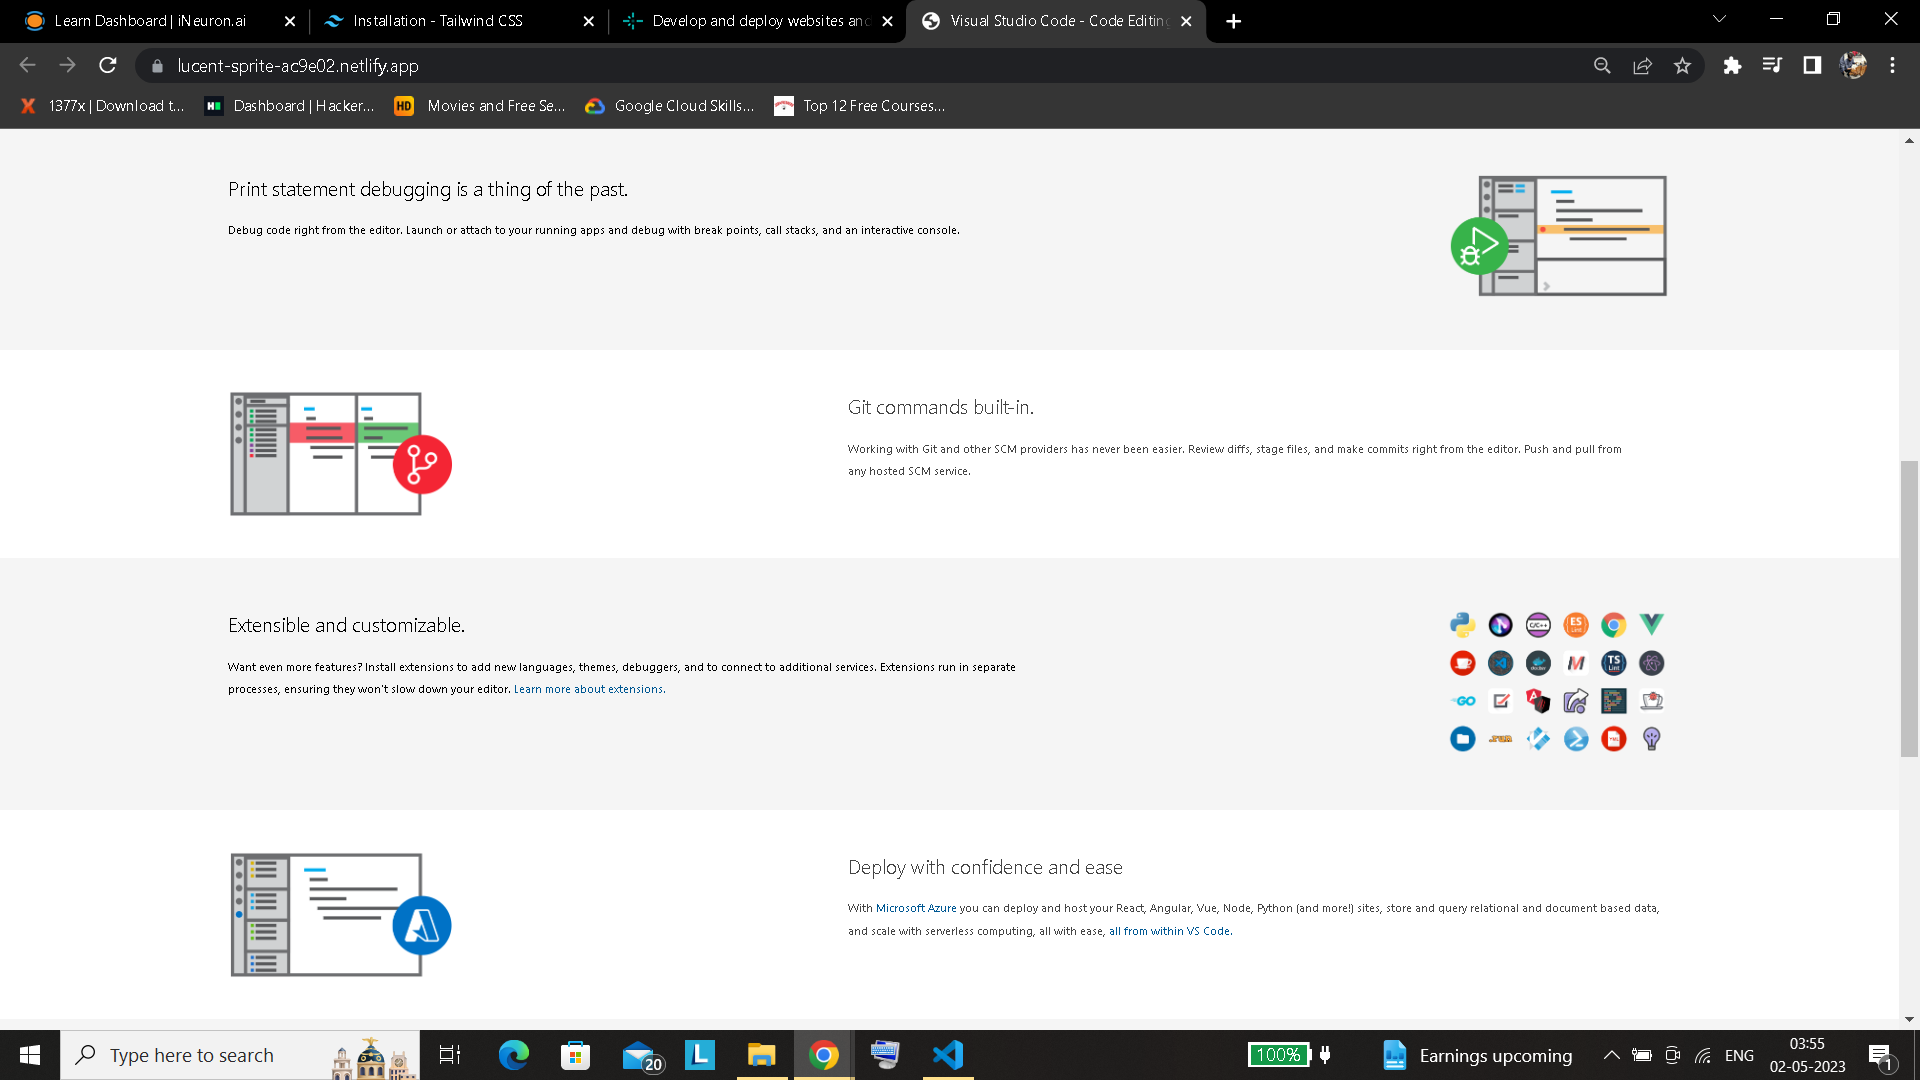 Learn Dashboard | iNeuron.ai
Installation - Tailwind CSS
Develop and deploy websites and
Visual Studio Code - Code Editing
lucent-sprite-ac9e02.netlify.app
1377x | Download t...
Dashboard | Hacker...
HD
Movies and Free Se...
Google Cloud Skills...
Top 12 Free Courses...
Print statement debugging is a thing of the past.
Debug code right from the editor. Launch or attach to your running apps and debug with break points, call stacks, and an interactive console.
Git commands built-in.
Working with Git and other SCM providers has never been easier. Review diffs, stage files, and make commits right from the editor. Push and pull from
any hosted SCM service.
Extensible and customizable.
Want even more features? Install extensions to add new languages, themes, debuggers, and to connect to additional services. Extensions run in separate
processes, ensuring they won't slow down your editor. Learn more about extensions.
C/C++
ES
Lint
docker
TS
Lint
GO
.run
Deploy with confidence and ease
With Microsoft Azure you can deploy and host your React, Angular, Vue, Node, Python (and more!) sites, store and query relational and document based data,
and scale with serverless computing, all with ease, all from within VS Code.
Type here to search
20
L
100%
Earnings upcoming
ENG
03:55
02-05-2023
1